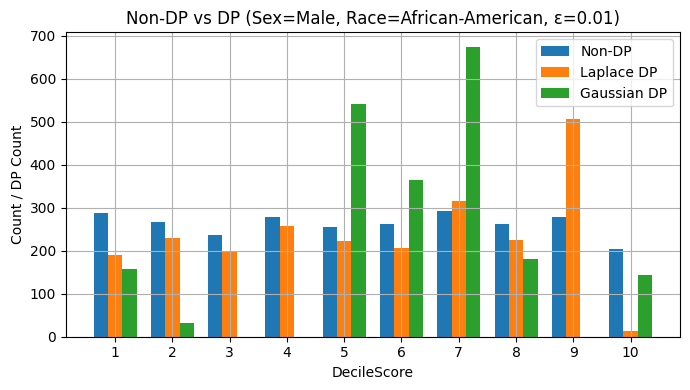 Non-DP vs DP (Sex=Male, Race=African-American, ε=0.01)
Count / DP Count
700
600
500
400
300
200
100
0
Non-DP
Laplace DP
Gaussian DP
1 2 3 4 5 6 7 8 9 10
DecileScore